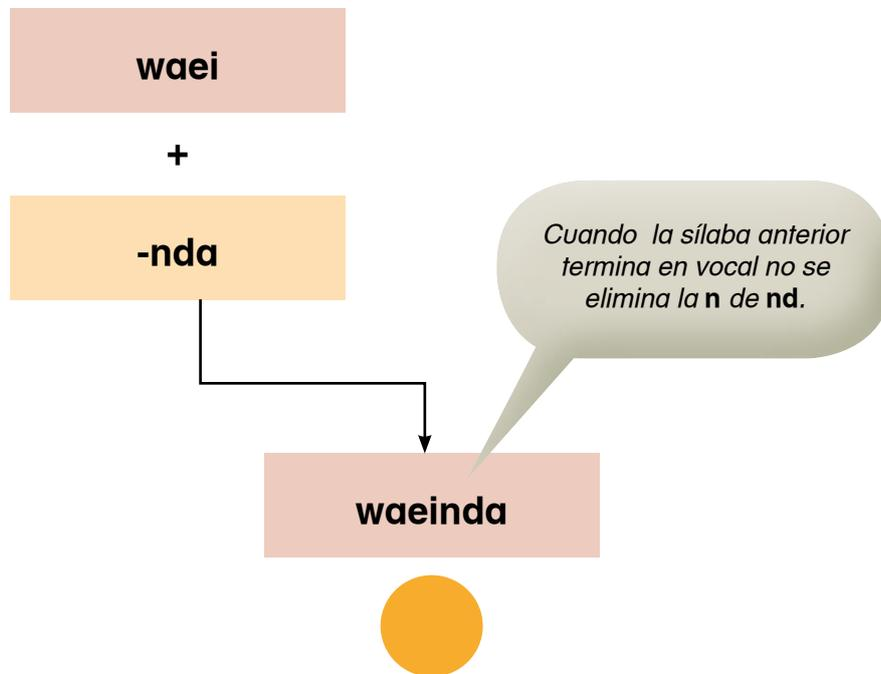 waei
+
-nda
Cuando la sílaba anterior
termina en vocal no se
elimina la n de nd.
waeinda